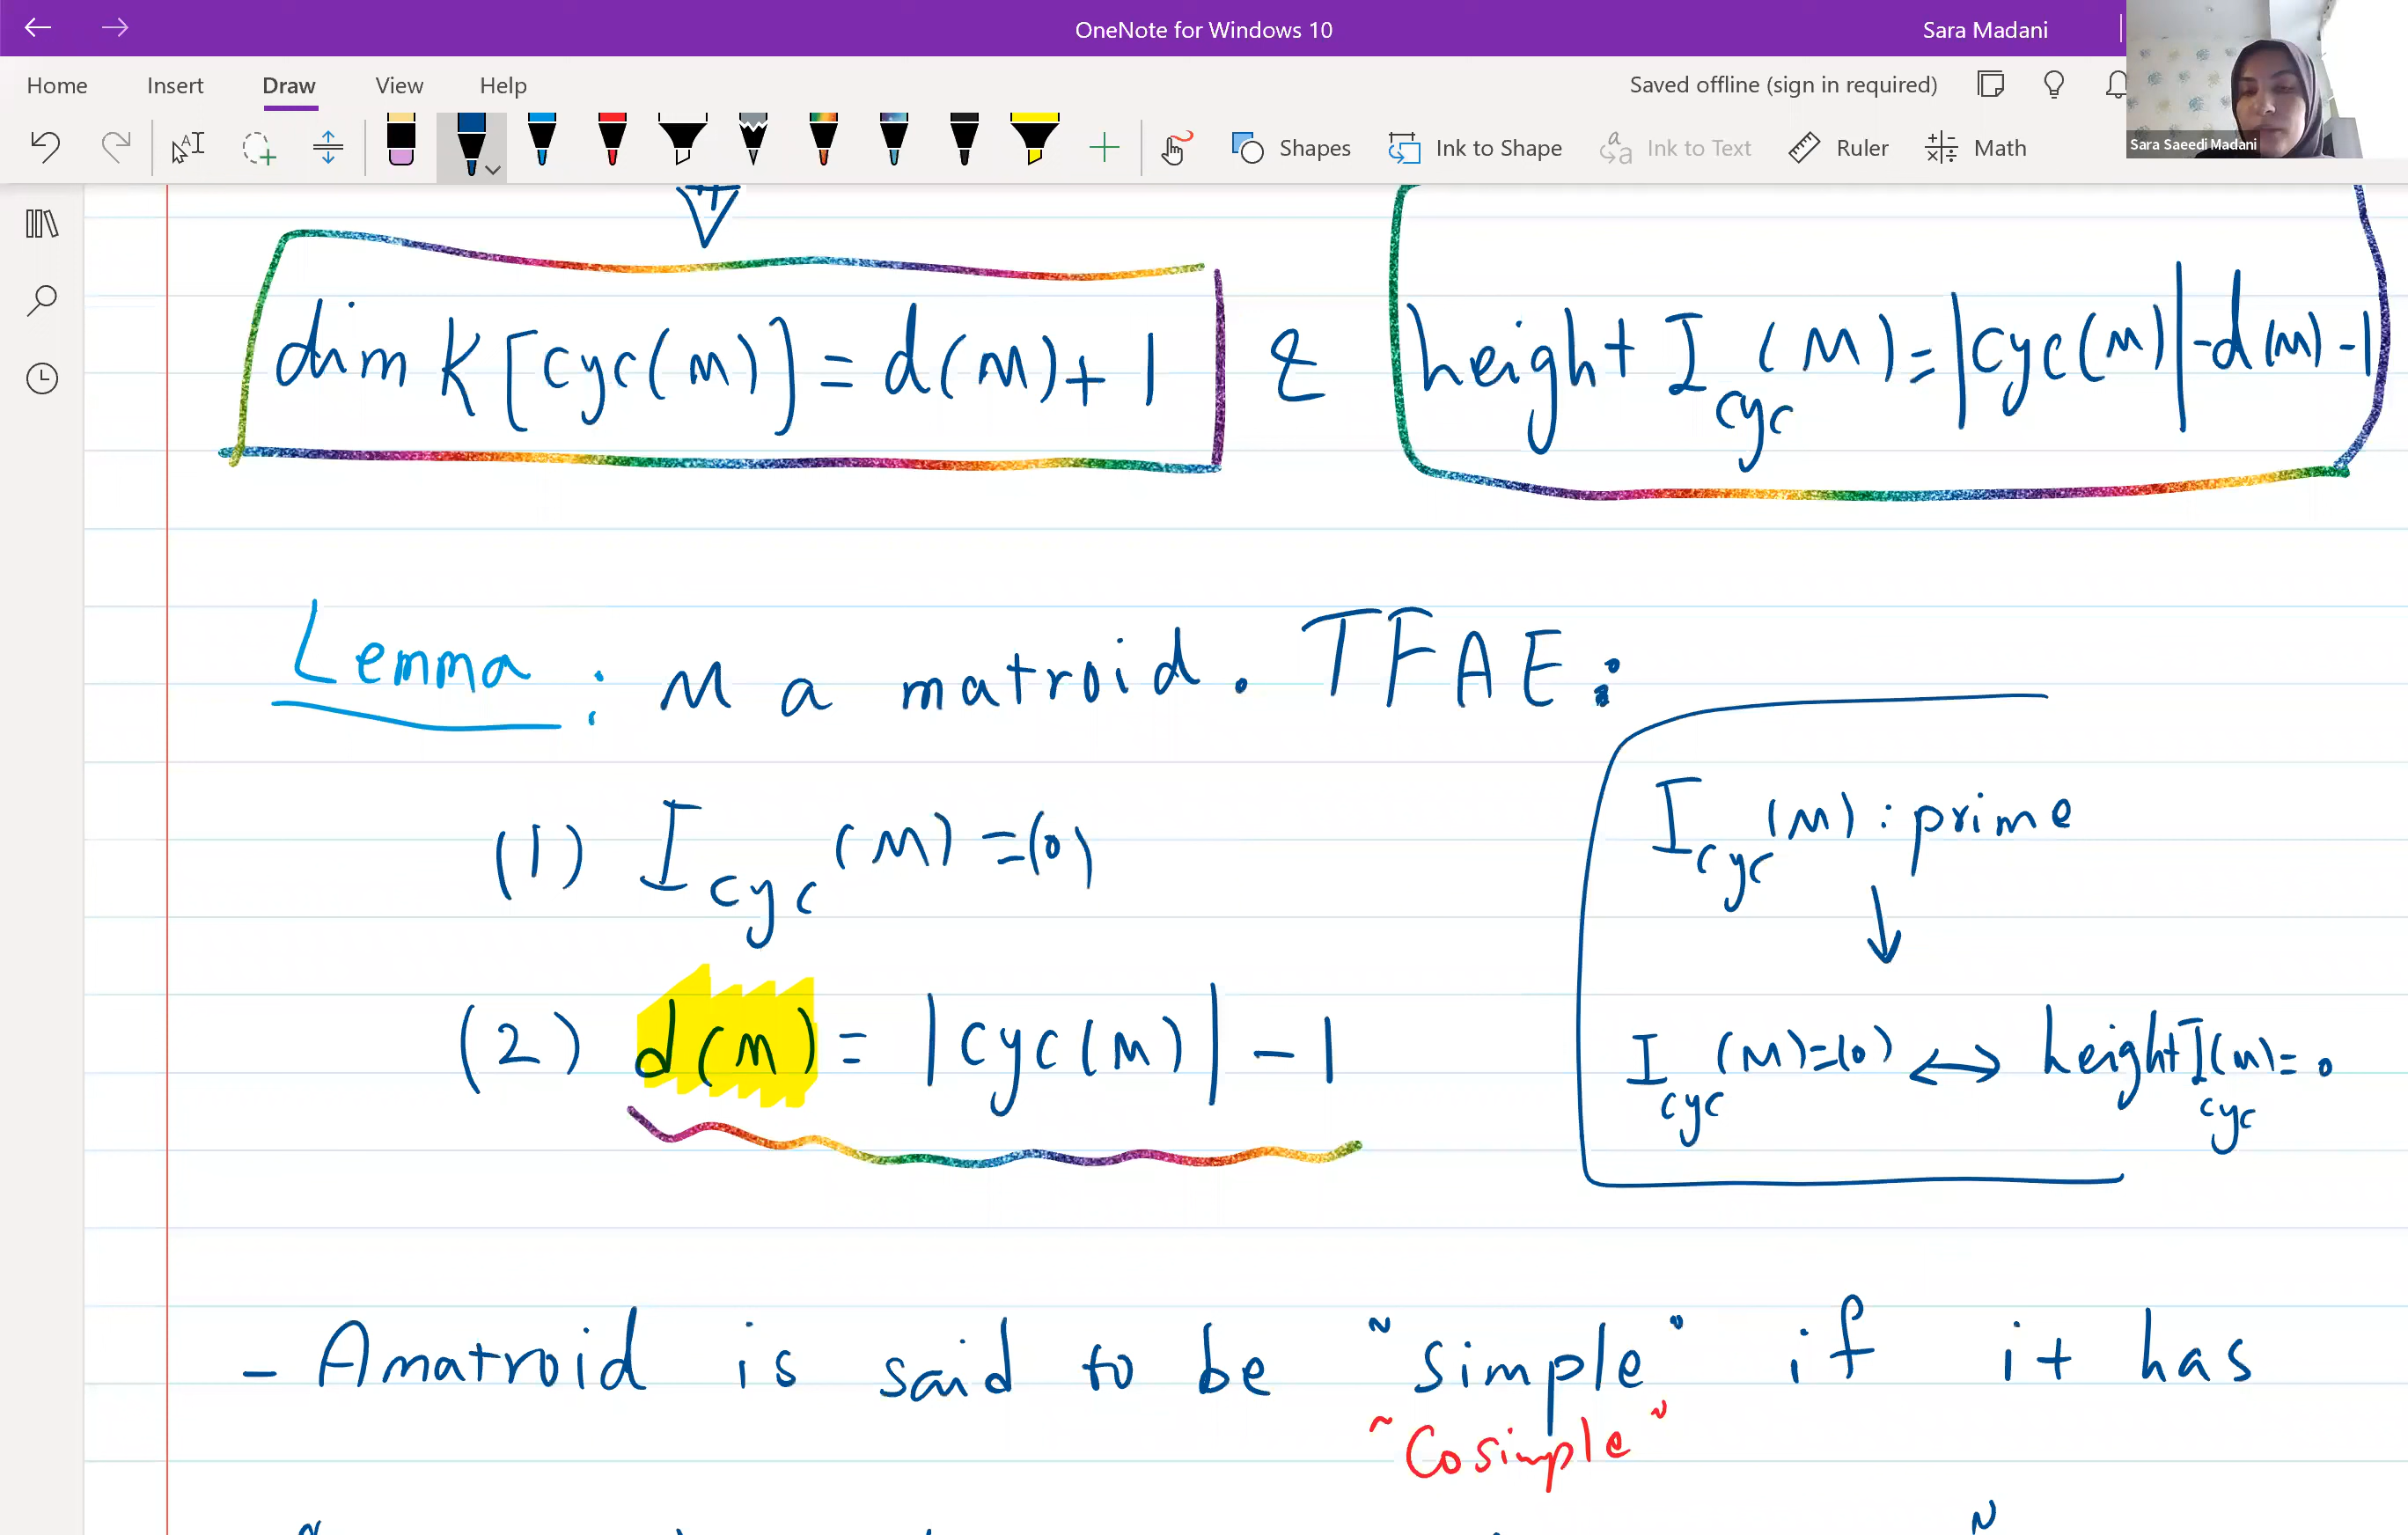 OneNote for Windows 10
Sara Madani
Home Insert Draw View Help
Saved offline (sign in required)
Shapes Ink to Shape Ink to Text Ruler Math
Sara Saeedi Madani
dim K[cyc(M)] = d(M)+1 & height I_cyc(M) = |cyc(M)|-d(M)-1
Lemma: M a matroid. TFAE:
(1) I_cyc(M) = (0)
(2) d(M) = |cyc(M)| - 1
I_cyc(M): prime
↓
I_cyc(M)=(0) ↔ height I_cyc(M)=0
- A matroid is said to be "simple" if it has
"Cosimple"